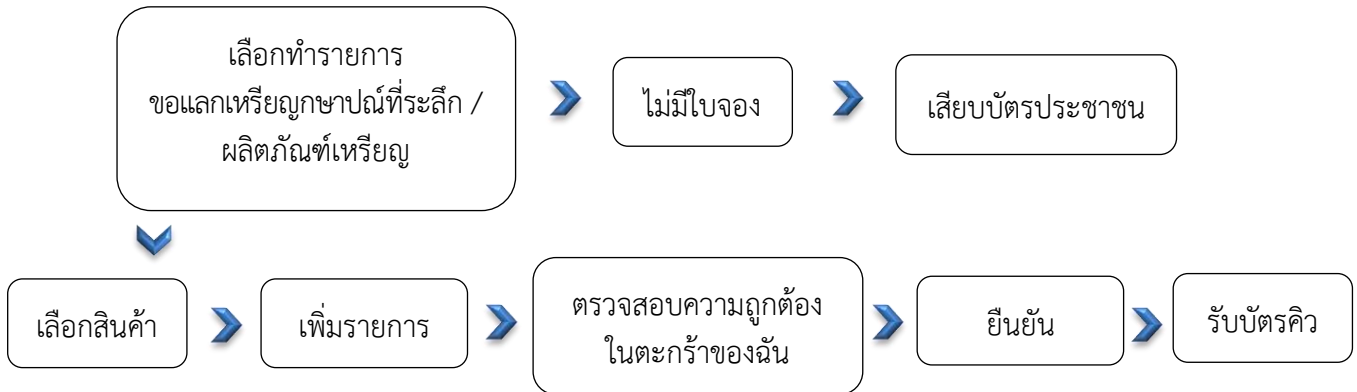 เลือกทำรายการ
ขอแลกเหรียญกษาปณ์ที่ระลึก /
ผลิตภัณฑ์เหรียญ
ไม่มีใบจอง
เสียบบัตรประชาชน
เลือกสินค้า
เพิ่มรายการ
ตรวจสอบความถูกต้อง
ในตะกร้าของฉัน
ยืนยัน
รับบัตรคิว